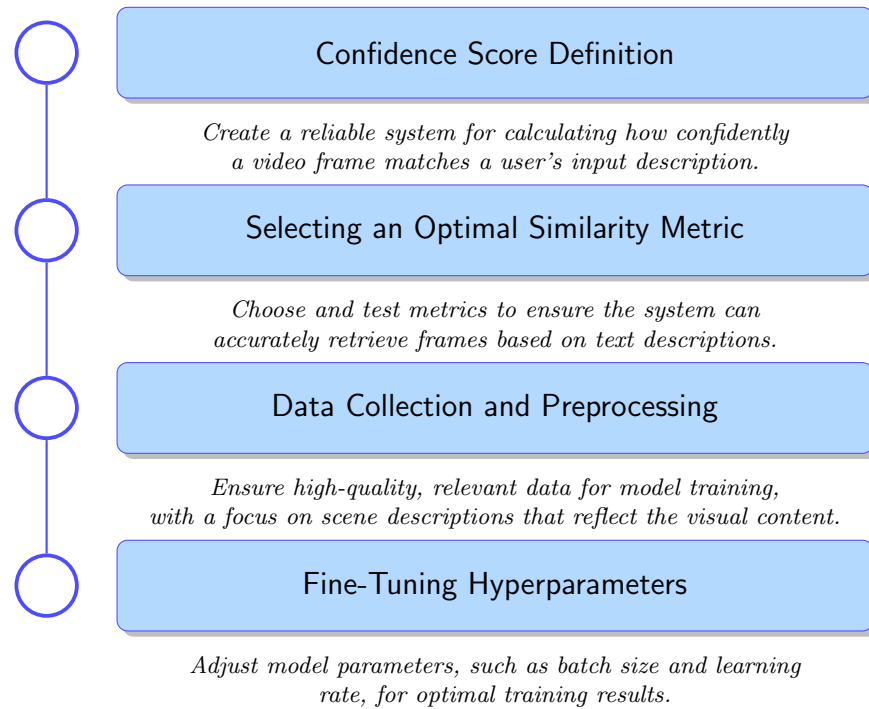 Confidence Score Definition
Create a reliable system for calculating how confidently
a video frame matches a user's input description.
Selecting an Optimal Similarity Metric
Choose and test metrics to ensure the system can
accurately retrieve frames based on text descriptions.
Data Collection and Preprocessing
Ensure high-quality, relevant data for model training,
with a focus on scene descriptions that reflect the visual content.
Fine-Tuning Hyperparameters
Adjust model parameters, such as batch size and learning
rate, for optimal training results.